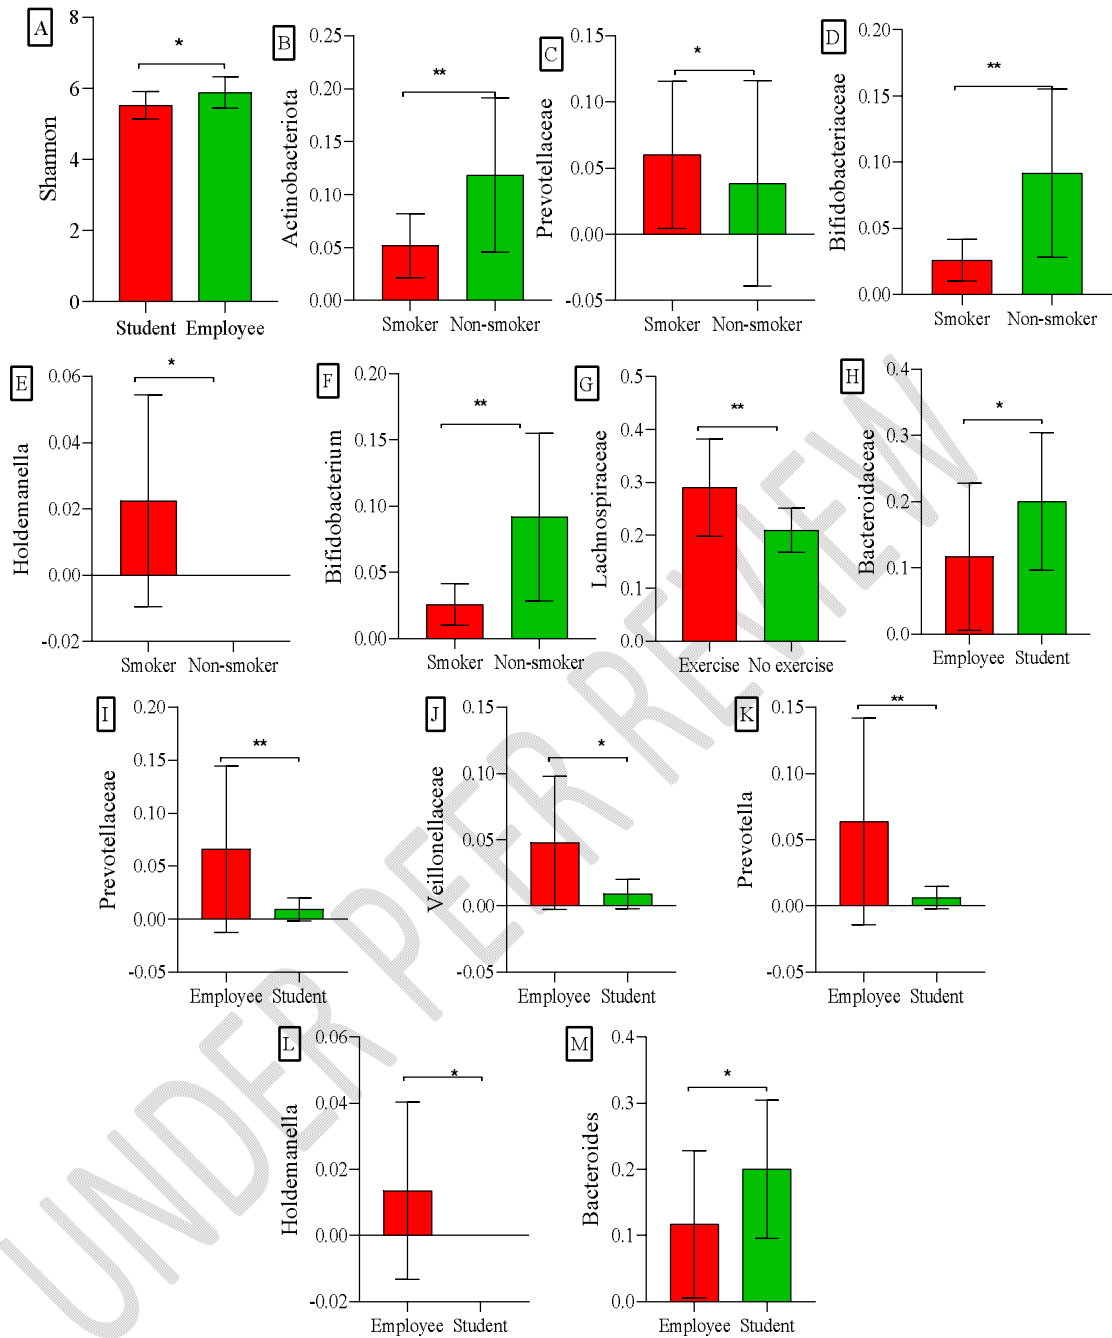 A
Shannon
8
6
4
2
0
*
Student Employee
B
Actinobacteriota
0.25
0.20
0.15
0.10
0.05
0.00
**
Smoker Non-smoker
C
Prevotellaceae
0.15
0.10
0.05
0.00
-0.05
*
Smoker Non-smoker
D
Bifidobacteriaceae
0.20
0.15
0.10
0.05
0.00
**
Smoker Non-smoker
E
Holdemanella
0.06
0.04
0.02
0.00
-0.02
*
Smoker Non-smoker
F
Bifidobacterium
0.20
0.15
0.10
0.05
0.00
**
Smoker Non-smoker
G
Lachnospiraceae
0.5
0.4
0.3
0.2
0.1
0.0
**
Exercise No exercise
H
Bacteroidaceae
0.4
0.3
0.2
0.1
0.0
*
Employee Student
I
Prevotellaceae
0.20
0.15
0.10
0.05
0.00
-0.05
**
Employee Student
J
Veillonellaceae
0.15
0.10
0.05
0.00
-0.05
*
Employee Student
K
Prevotella
0.15
0.10
0.05
0.00
-0.05
**
Employee Student
L
Holdemanella
0.06
0.04
0.02
0.00
-0.02
*
Employee Student
M
Bacteroides
0.4
0.3
0.2
0.1
0.0
*
Employee Student
UNDER PEER REVIEW